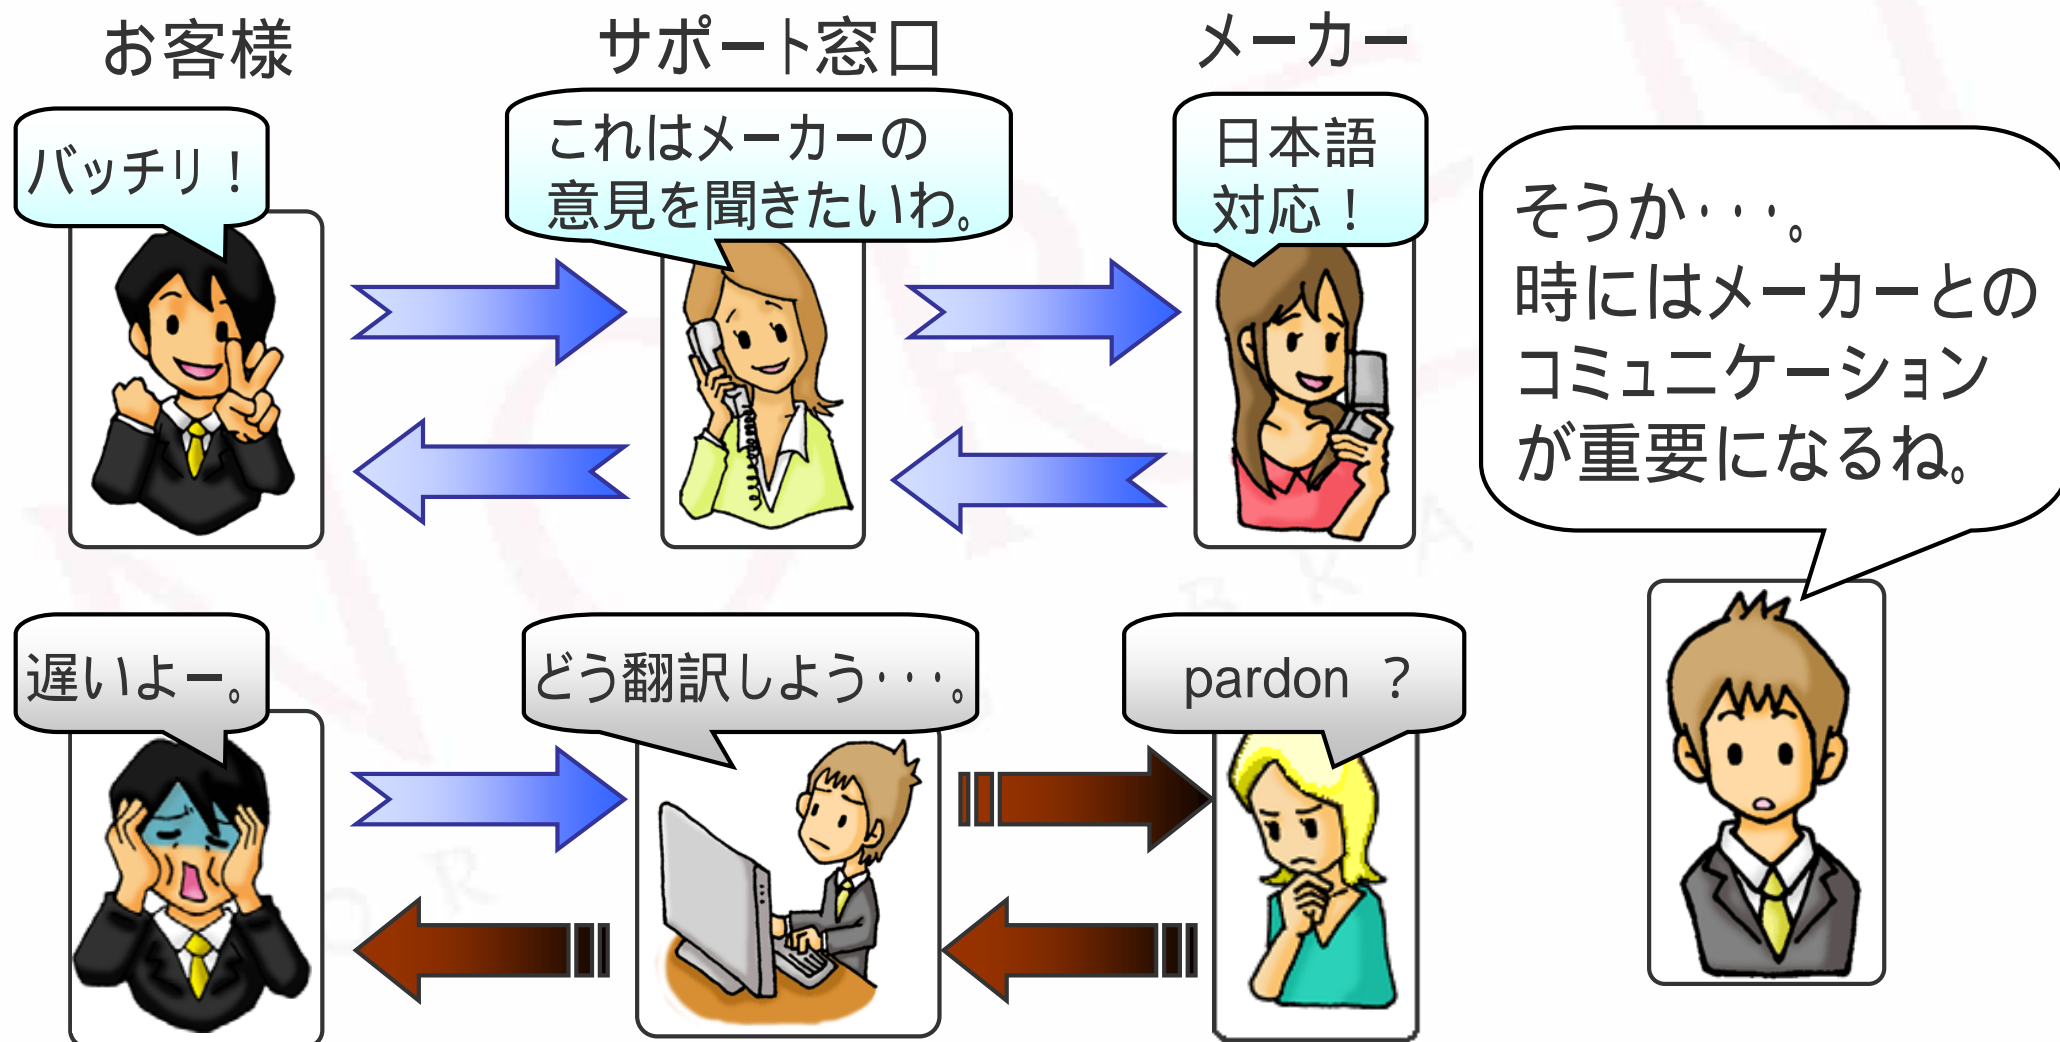 お客様
サポート窓口
メーカー
バッチリ！
これはメーカーの
意見を聞きたいわ。
日本語
対応！
そうか・・・。
時にはメーカーとの
コミュニケーション
が重要になるね。
遅いよー。
どう翻訳しよう・・・。
pardon ？